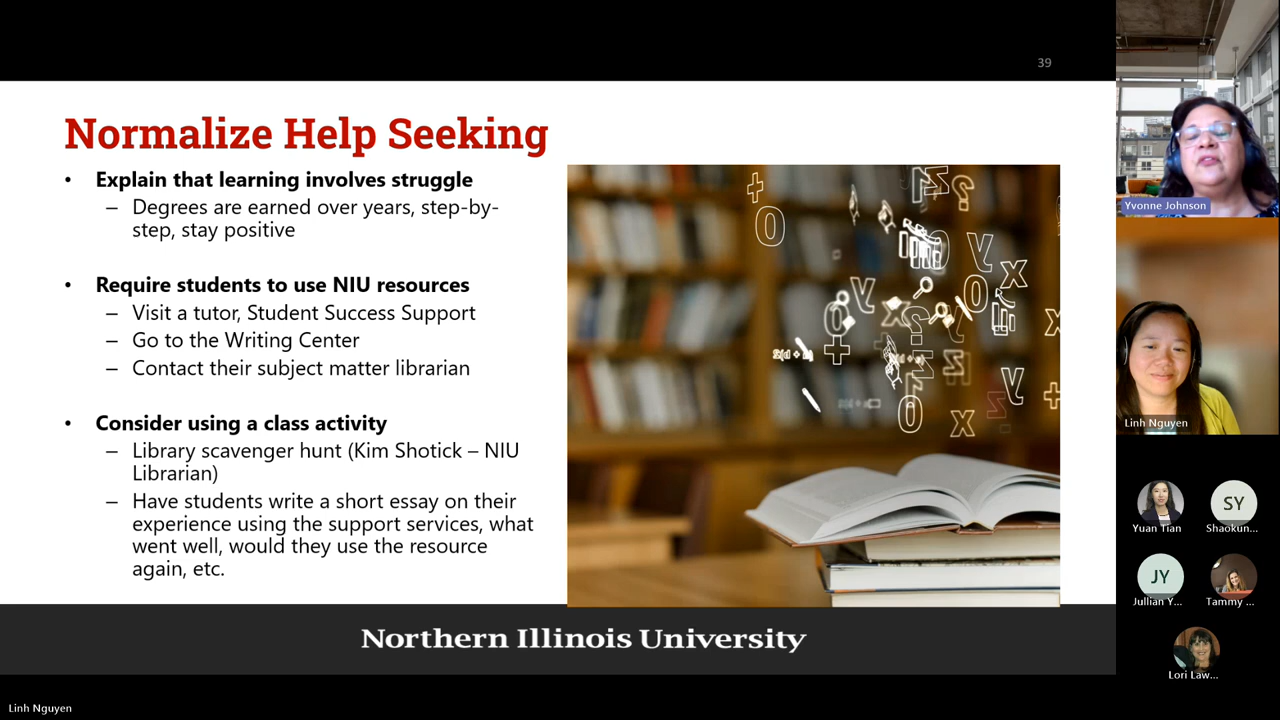 39
Normalize Help Seeking
• Explain that learning involves struggle
– Degrees are earned over years, step-by-
step, stay positive
• Require students to use NIU resources
– Visit a tutor, Student Success Support
– Go to the Writing Center
– Contact their subject matter librarian
• Consider using a class activity
– Library scavenger hunt (Kim Shotick – NIU
Librarian)
– Have students write a short essay on their
experience using the support services, what
went well, would they use the resource
again, etc.
Northern Illinois University
Yvonne Johnson
Linh Nguyen
Yuan Tian
SY
Shaokun...
JY
Jullian Y...
Tammy ...
Lori Law...
Linh Nguyen